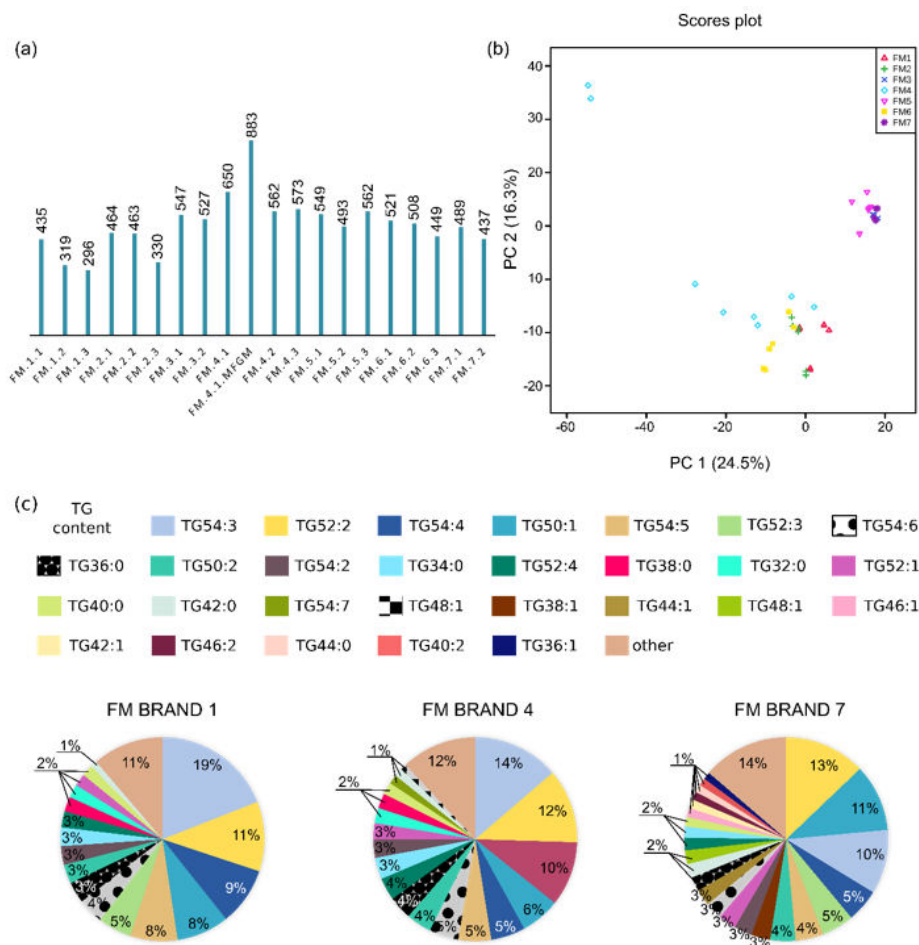 Scores plot
(a)
(b)
435
319
296
464
463
330
547
527
650
883
562
573
549
493
562
521
508
449
489
437
FM.1.1
FM.1.2
FM.1.3
FM.2.1
FM.2.2
FM.2.3
FM.3.1
FM.3.2
FM.4.1
FM.4.1.MFGM
FM.4.2
FM.4.3
FM.5.1
FM.5.2
FM.5.3
FM.6.1
FM.6.2
FM.6.3
FM.7.1
FM.7.2
PC 2 (16.3%)
40
30
20
0
10
-10
-20
-60
-40
-20
0
20
PC 1 (24.5%)
FM1
FM2
FM3
FM4
FM5
FM6
FM7
(c)
TG content
TG54:3 TG52:2 TG54:4 TG50:1 TG54:5 TG52:3 TG54:6
TG36:0 TG50:2 TG54:2 TG34:0 TG52:4 TG38:0 TG32:0 TG52:1
TG40:0 TG42:0 TG54:7 TG48:1 TG38:1 TG44:1 TG48:1 TG46:1
TG42:1 TG46:2 TG44:0 TG40:2 TG36:1 other
FM BRAND 1
19%
11%
9%
8%
8%
5%
4%
3%
3%
3%
3%
3%
2%
1%
11%
FM BRAND 4
14%
12%
10%
6%
5%
5%
5%
4%
4%
4%
3%
3%
3%
2%
1%
12%
FM BRAND 7
13%
11%
10%
5%
5%
4%
4%
3%
3%
3%
3%
3%
2%
2%
1%
14%